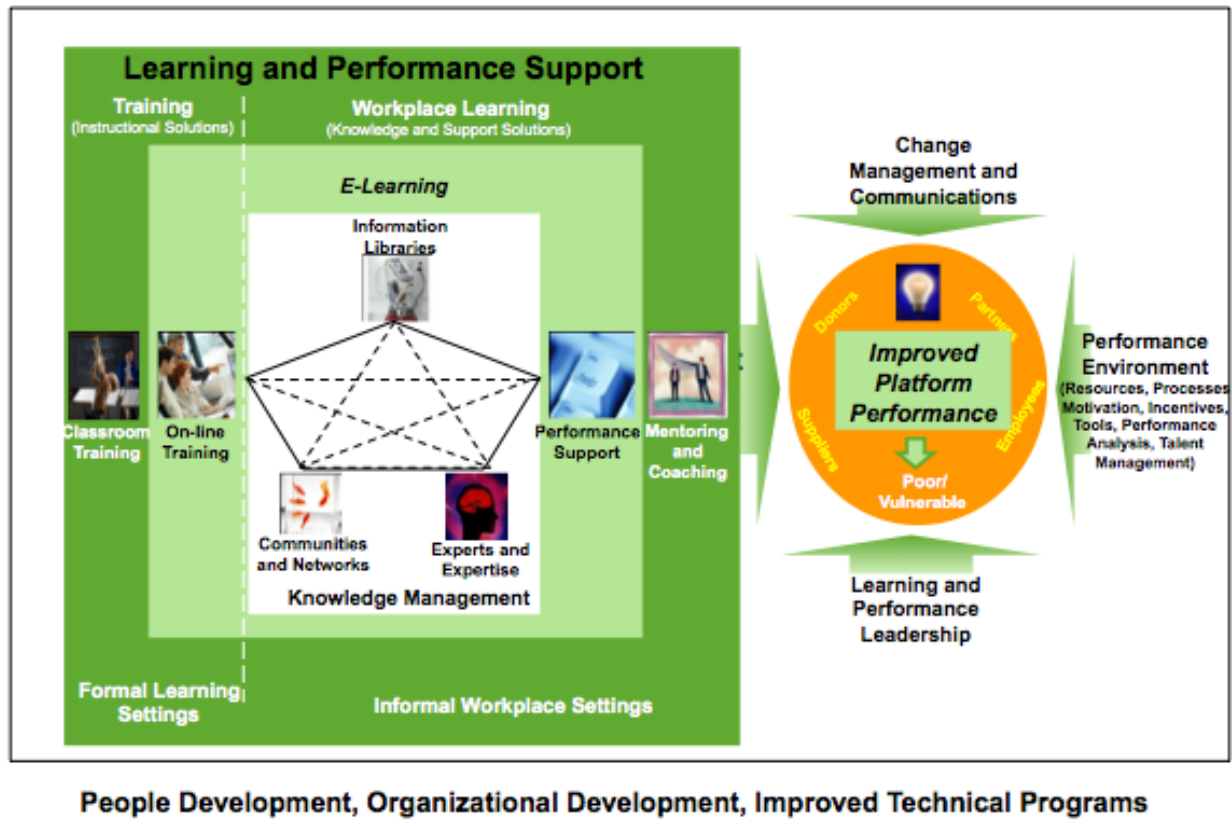 Learning and Performance Support
Training
(Instructional Solutions)
Workplace Learning
(Knowledge and Support Solutions)
E-Learning
Information
Libraries
Classroom
Training
On-line
Training
help
Performance
Support
Mentoring
and
Coaching
:
Communities
and Networks
Experts and
Expertise
Knowledge Management
Formal Learning
Settings
Informal Workplace Settings
Change
Management and
Communications
Donors
Partners
Suppliers
Employees
Improved
Platform
Performance
Poor/
Vulnerable
Performance
Environment
(Resources, Processes
Motivation, Incentives,
Tools, Performance
Analysis, Talent
Management)
Learning and
Performance
Leadership
People Development, Organizational Development, Improved Technical Programs